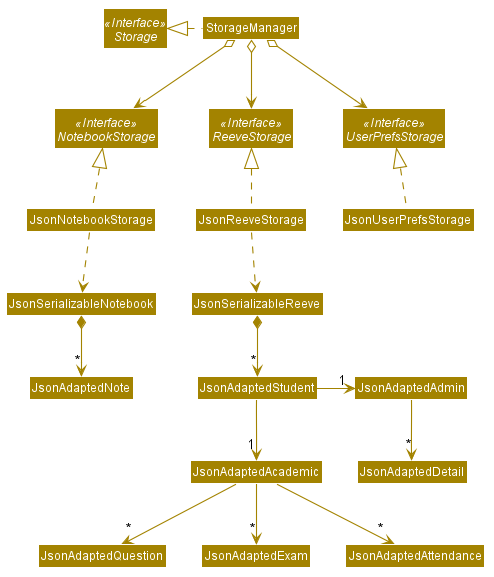 «Interface»
Storage
StorageManager
«Interface»
NotebookStorage
«Interface»
ReeveStorage
«Interface»
UserPrefsStorage
JsonNotebookStorage
JsonReeveStorage
JsonUserPrefsStorage
JsonSerializableNotebook
JsonSerializableReeve
*
*
JsonAdaptedNote
JsonAdaptedStudent
1
JsonAdaptedAdmin
1
*
JsonAdaptedAcademic
JsonAdaptedDetail
*
*
*
JsonAdaptedQuestion
JsonAdaptedExam
JsonAdaptedAttendance